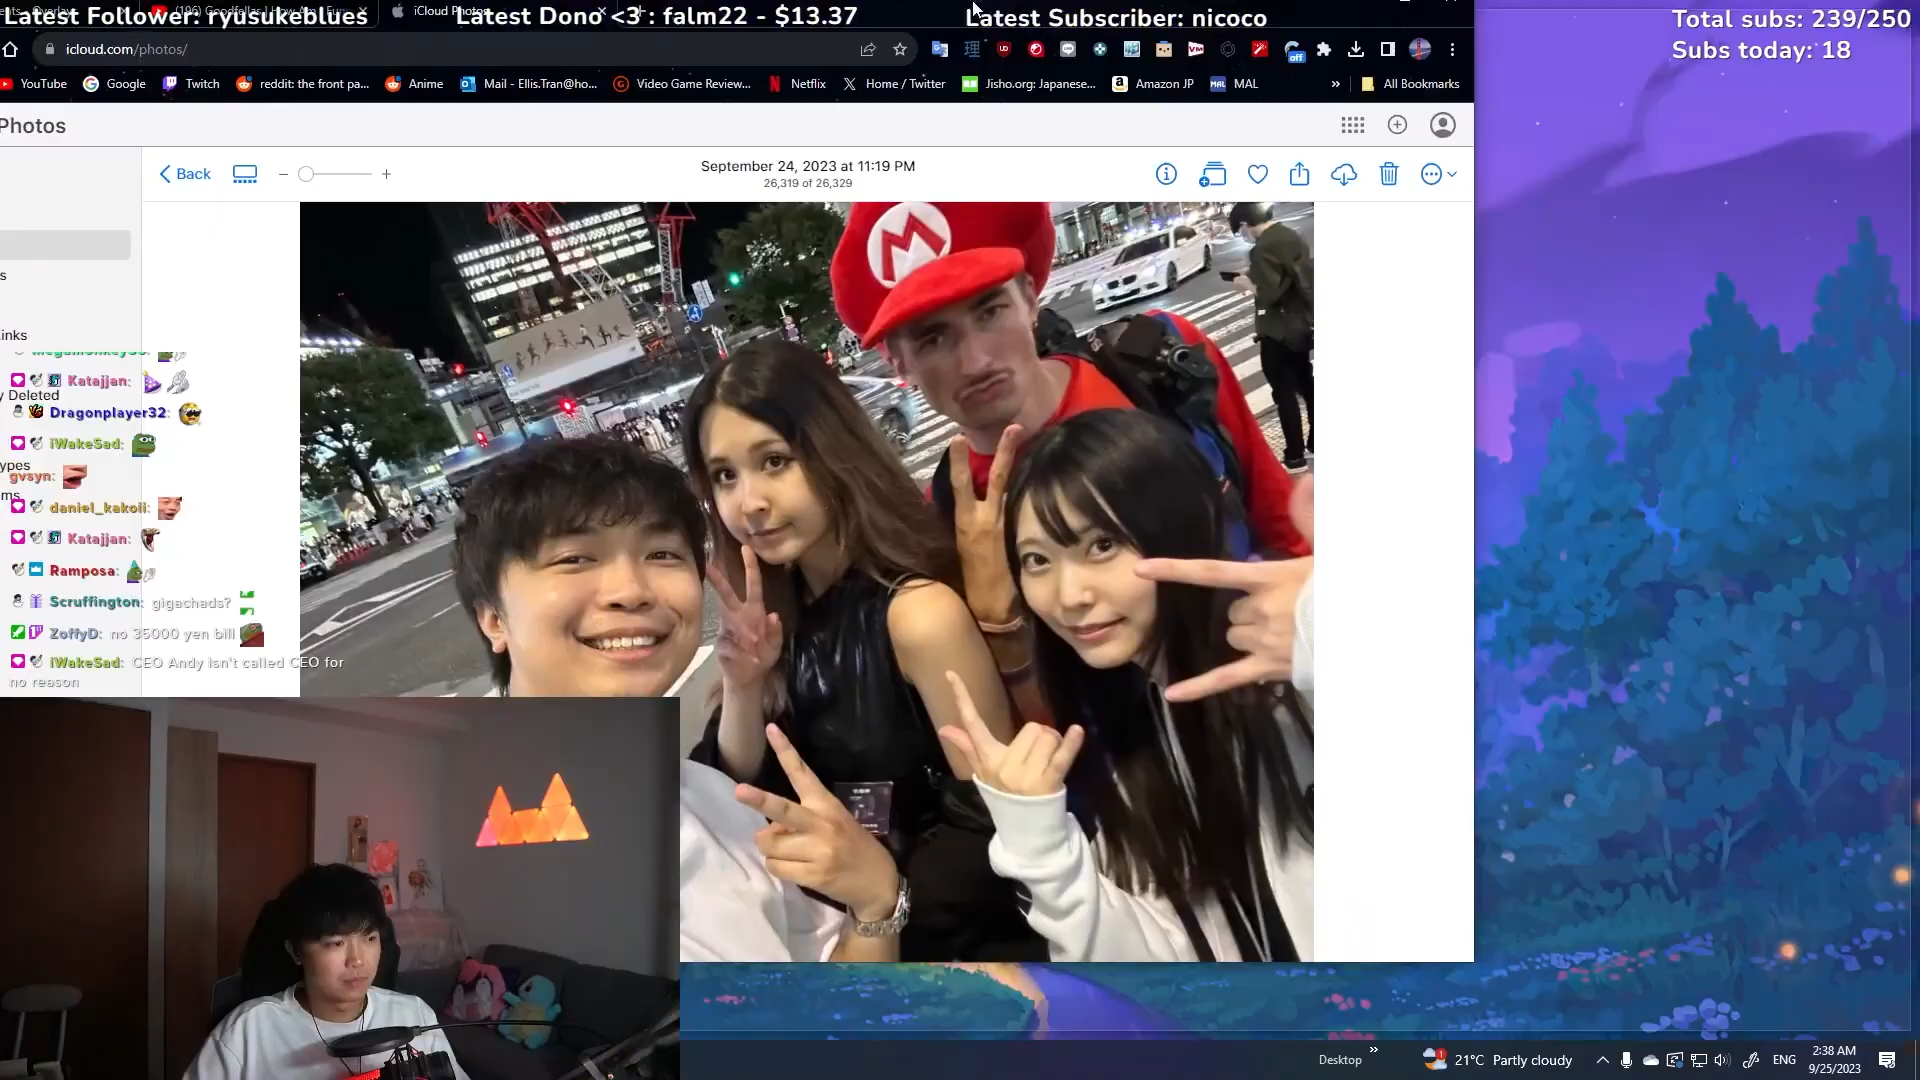 Latest Follower: ryusukeblues
Latest Dono <3 : falm22 - $13.37
Latest Subscriber: nicoco
Total subs: 239/250
Subs today: 18
iCloud Photos
icloud.com/photos/
YouTube
Google
Twitch
reddit: the front pa...
Anime
Mail - Ellis.Tran@ho...
Video Game Review...
Netflix
Home / Twitter
Jisho.org: Japanese...
Amazon JP
MAL
MAL
»
All Bookmarks
Photos
Back
September 24, 2023 at 11:19 PM
26,319 of 26,329
M
Katajjan:
Deleted
Dragonplayer32:
iWakeSad:
gvsyn:
daniel_kakoii:
Katajjan:
Ramposa:
Scruffington: gigachads?
ZoffyD: no 35000 yen bill
iWakeSad: CEO Andy isn't called CEO for
no reason
Desktop
»
21°C Partly cloudy
ENG
2:38 AM
9/25/2023